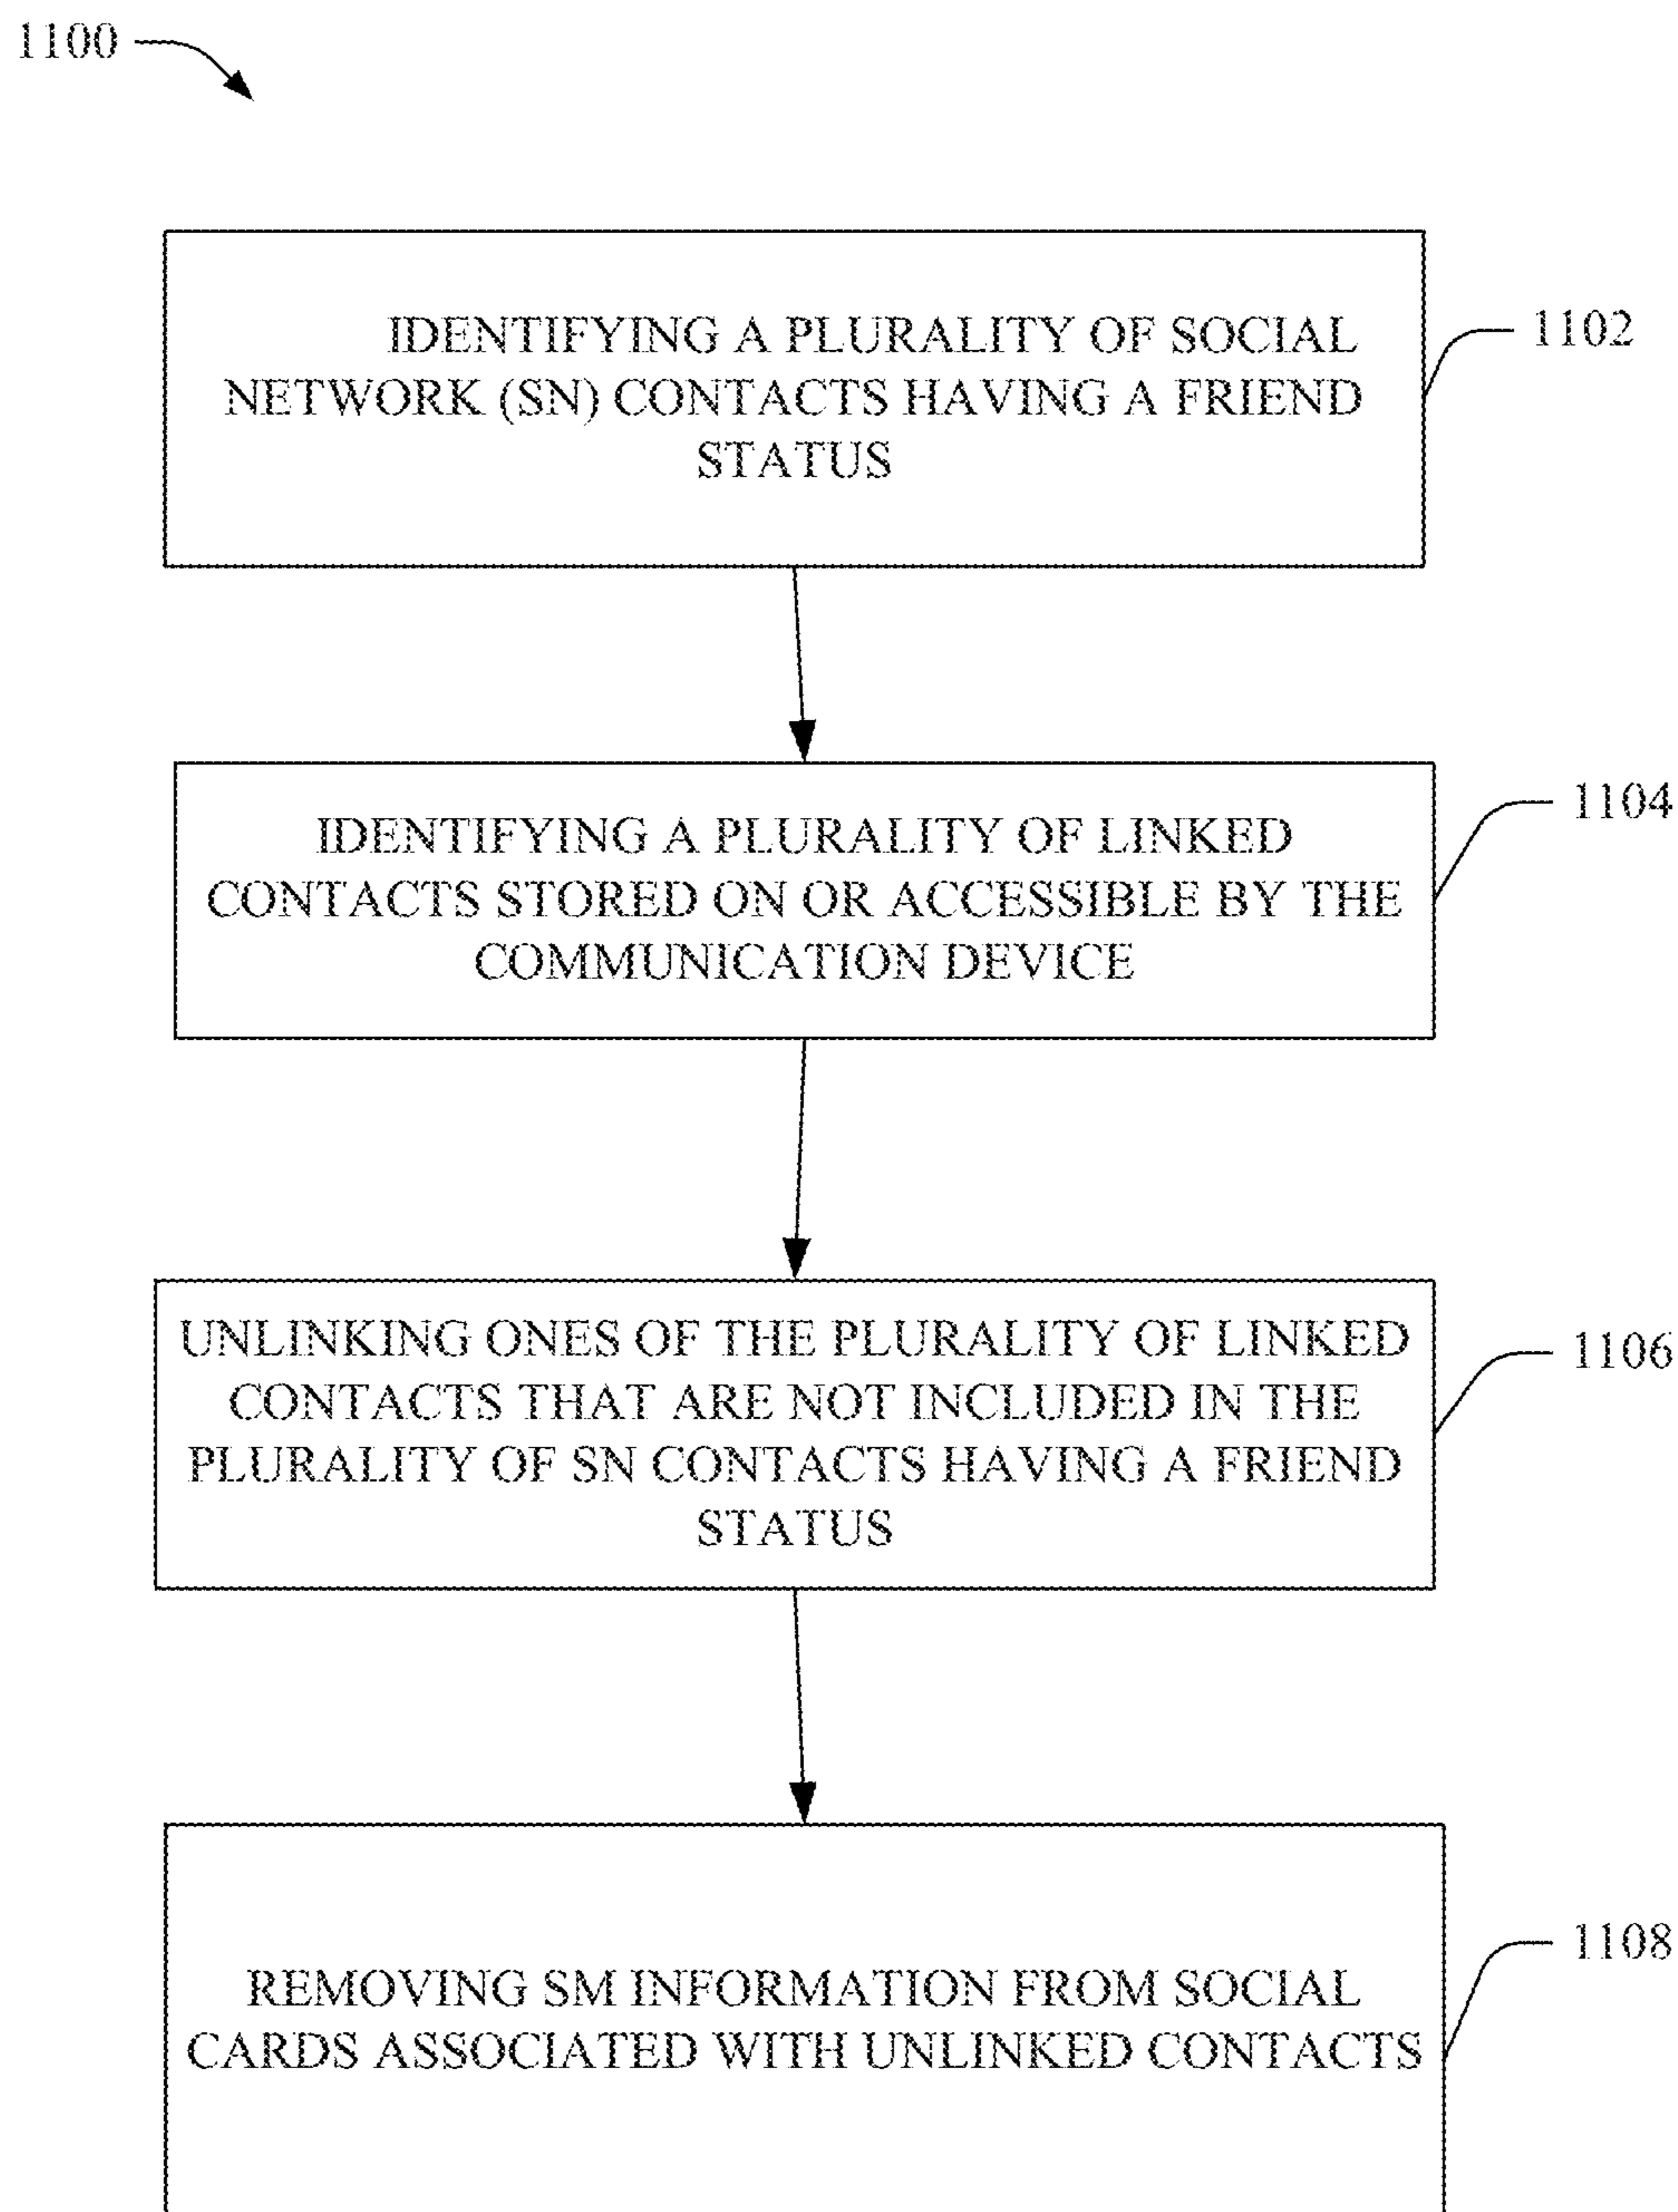 1100
IDENTIFYING A PLURALITY OF SOCIAL
NETWORK (SN) CONTACTS HAVING A FRIEND
STATUS
1102
IDENTIFYING A PLURALITY OF LINKED
CONTACTS STORED ON OR ACCESSIBLE BY THE
COMMUNICATION DEVICE
1104
UNLINKING ONES OF THE PLURALITY OF LINKED
CONTACTS THAT ARE NOT INCLUDED IN THE
PLURALITY OF SN CONTACTS HAVING A FRIEND
STATUS
1106
REMOVING SM INFORMATION FROM SOCIAL
CARDS ASSOCIATED WITH UNLINKED CONTACTS
1108